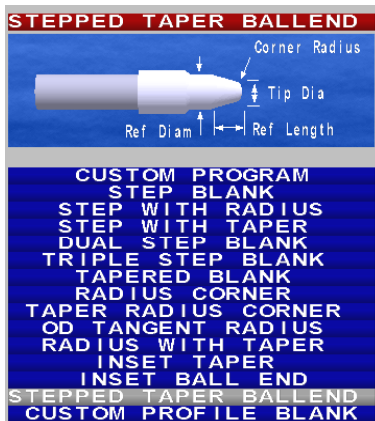 STEPPED TAPER BALLEND
Corner Radius
Tip Dia
Ref Diam
Ref Length
CUSTOM PROGRAM
STEP BLANK
STEP WITH RADIUS
STEP WITH TAPER
DUAL STEP BLANK
TRIPLE STEP BLANK
TAPERED BLANK
RADIUS CORNER
TAPER RADIUS CORNER
OD TANGENT RADIUS
RADIUS WITH TAPER
INSET TAPER
INSET BALL END
STEPPED TAPER BALLEND
CUSTOM PROFILE BLANK